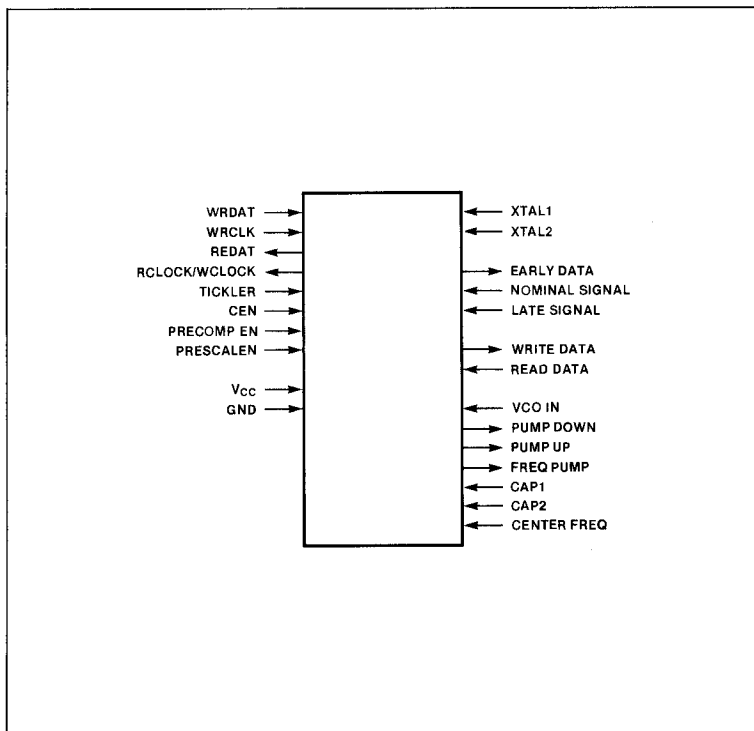 WRDAT
WRCLK
REDAT
RCLOCK/WCLOCK
TICKLER
CEN
PRECOMP EN
PRESCALEN
VCC
GND
XTAL1
XTAL2
EARLY DATA
NOMINAL SIGNAL
LATE SIGNAL
WRITE DATA
READ DATA
VCO IN
PUMP DOWN
PUMP UP
FREQ PUMP
CAP1
CAP2
CENTER FREQ